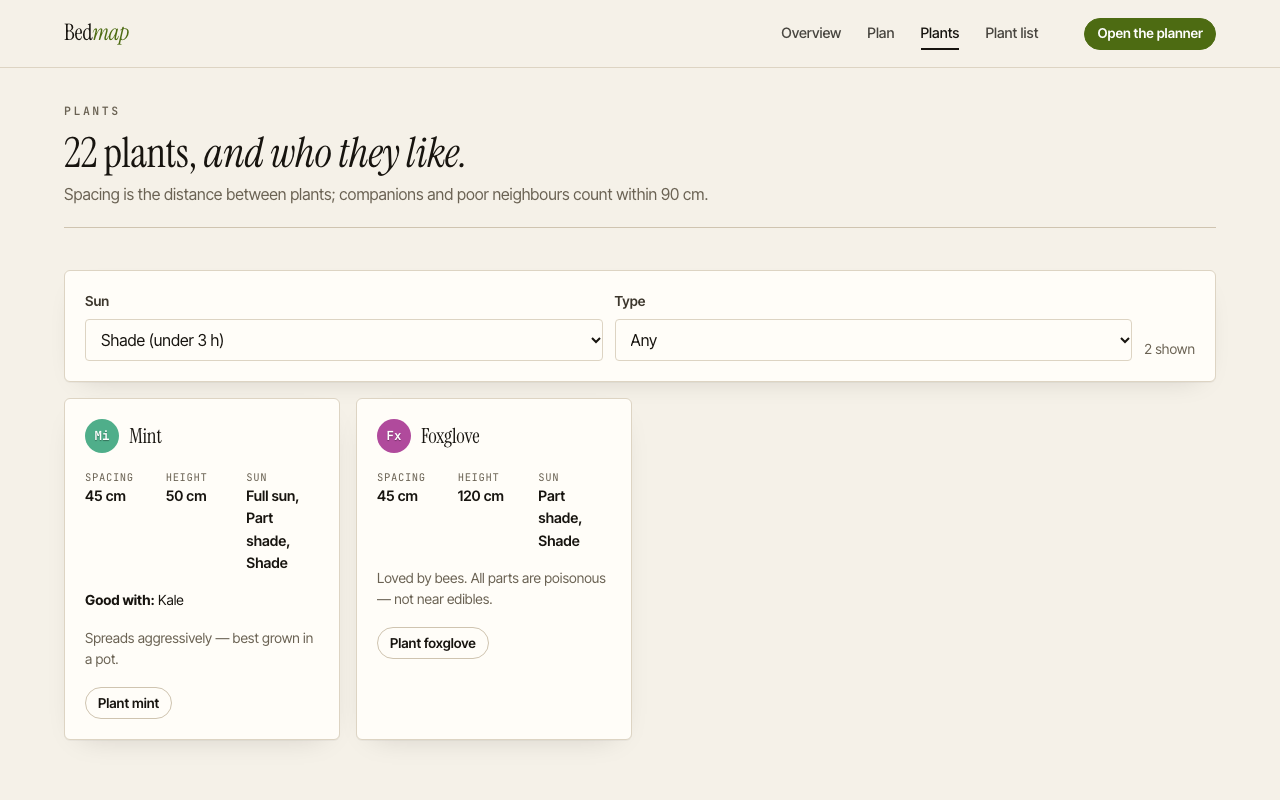 Bedmap
Overview
Plan
Plants
Plant list
Open the planner
PLANTS
22 plants, and who they like.
Spacing is the distance between plants; companions and poor neighbours count within 90 cm.
Sun
Type
Shade (under 3 h)
Any
2 shown
Mi
Mint
SPACING
HEIGHT
SUN
45 cm
50 cm
Full sun,
Part
shade,
Shade
Good with: Kale
Spreads aggressively — best grown in
a pot.
Plant mint
Fx
Foxglove
SPACING
HEIGHT
SUN
45 cm
120 cm
Part
shade,
Shade
Loved by bees. All parts are poisonous
— not near edibles.
Plant foxglove